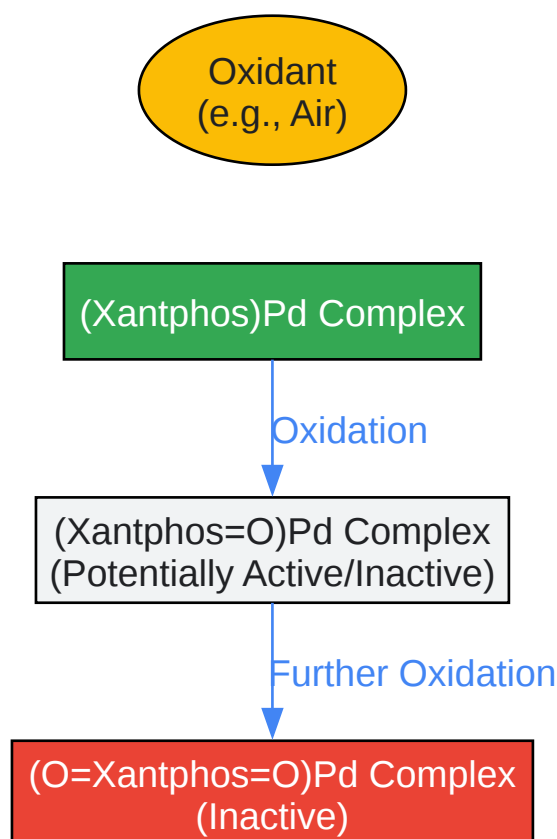 Oxidant
(e.g., Air)
(Xantphos)Pd Complex
Oxidation
(Xantphos=O)Pd Complex
(Potentially Active/Inactive)
Further Oxidation
(O=Xantphos=O)Pd Complex
(Inactive)